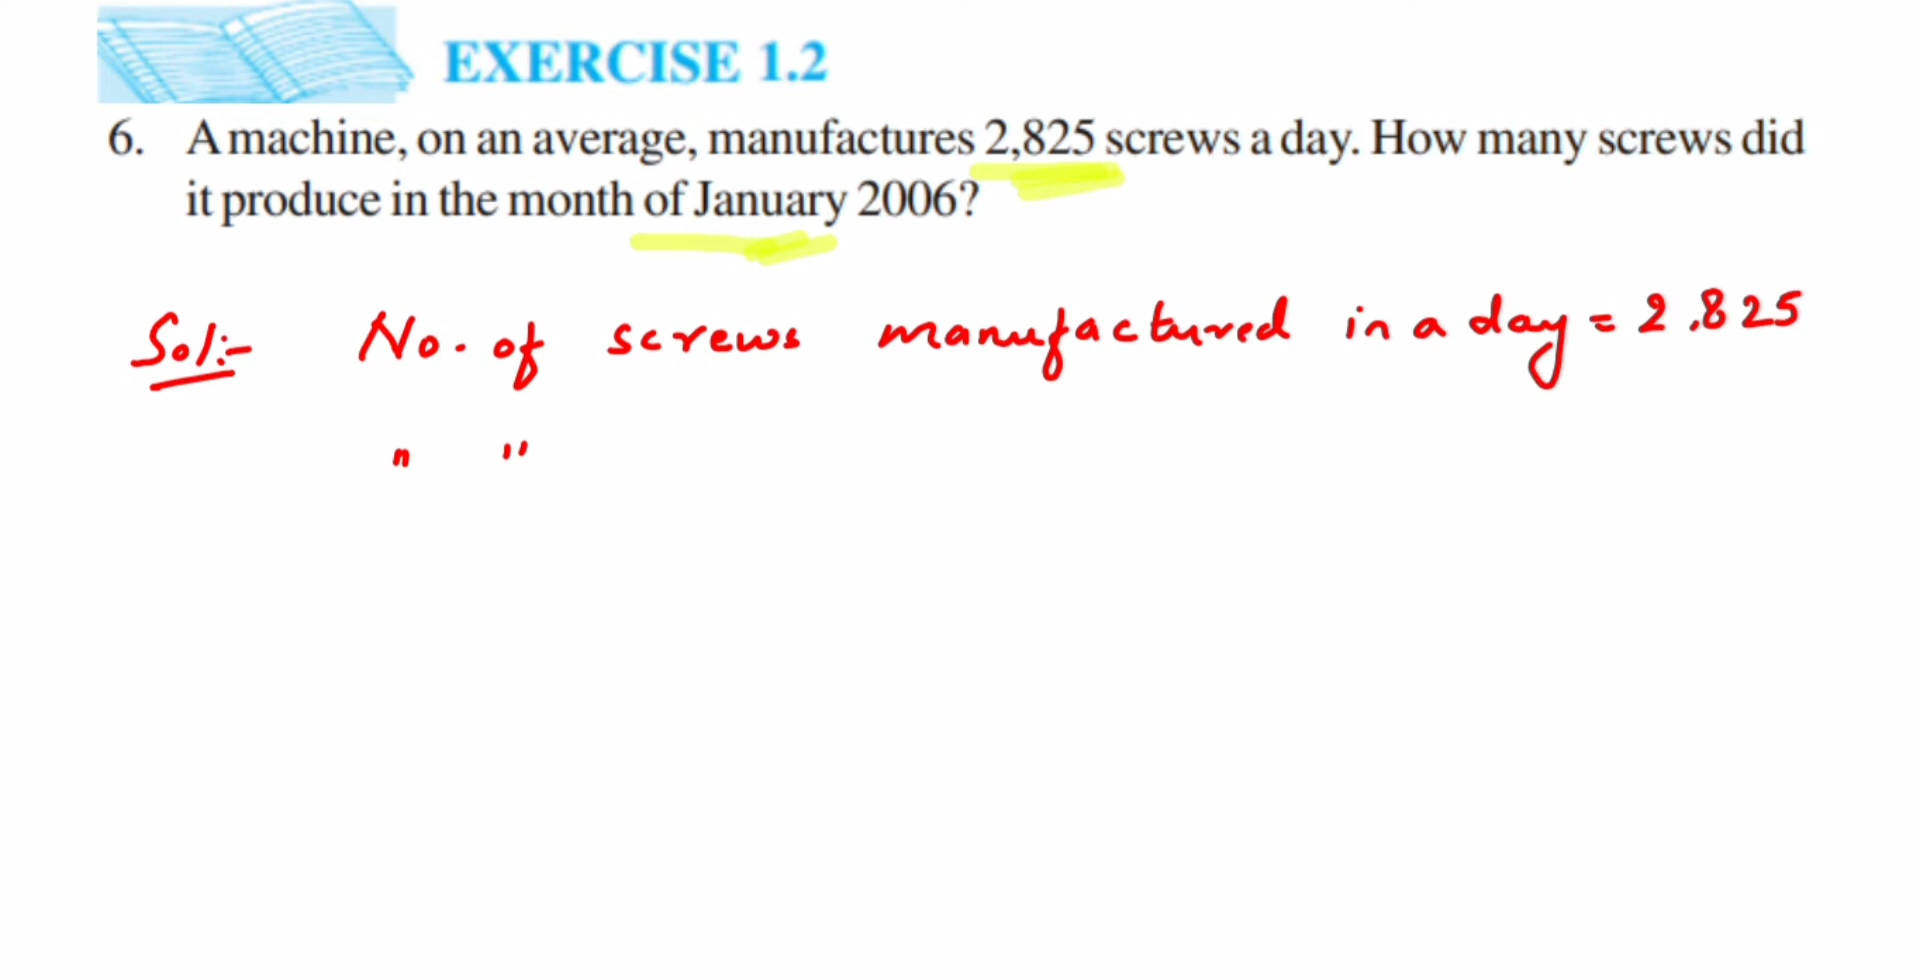 EXERCISE 1.2
6. A machine, on an average, manufactures 2,825 screws a day. How many screws did
it produce in the month of January 2006?
Sol:- No. of screws manufactured in a day = 2,825
" "